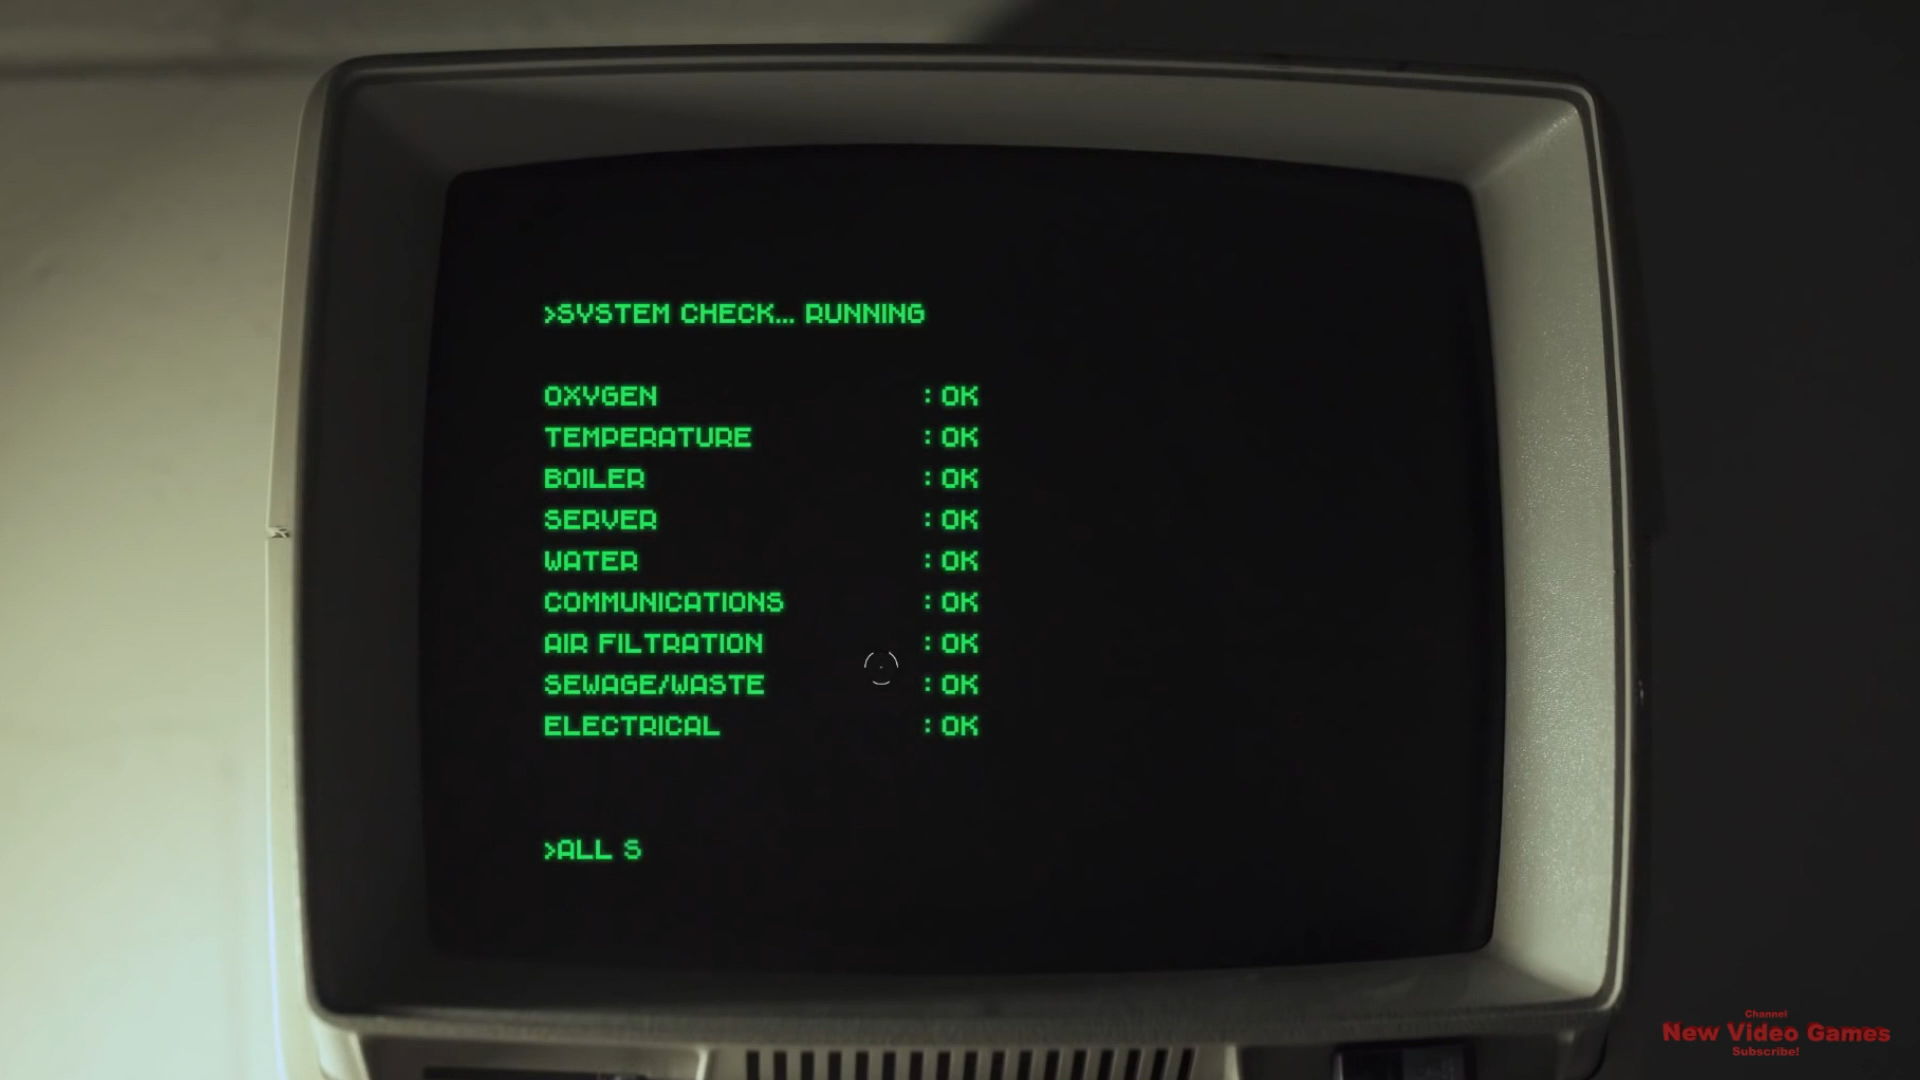 >SYSTEM CHECK... RUNNING
OXYGEN : OK
TEMPERATURE : OK
BOILER : OK
SERVER : OK
WATER : OK
COMMUNICATIONS : OK
AIR FILTRATION : OK
SEWAGE/WASTE : OK
ELECTRICAL : OK
>ALL S
Channel
New Video Games
Subscribe!